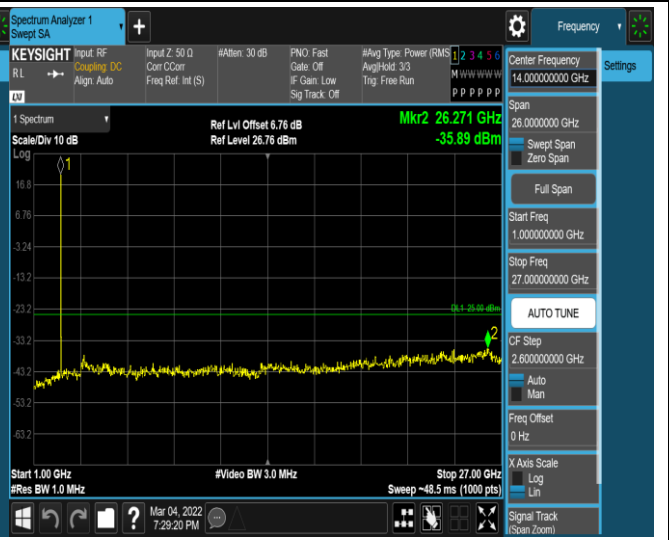 Spectrum Analyzer 1
Swept SA
Frequency
KEYSIGHT
RL
LXI
Input: RF
Coupling: DC
Align: Auto
Input Z: 50 Ω
Corr CCorr
Freq Ref: Int (S)
#Atten: 30 dB
PNO: Fast
Gate: Off
IF Gain: Low
Sig Track: Off
#Avg Type: Power (RMS
Avg|Hold: 3/3
Trig: Free Run
1 2 3 4 5 6
M W W W W W
P P P P P P
1 Spectrum
Scale/Div 10 dB
Log
Ref Lvl Offset 6.76 dB
Ref Level 26.76 dBm
Mkr2 26.271 GHz
-35.89 dBm
1
16.8
6.76
-3.24
-13.2
-23.2
DL1 -25.00 dBm
-33.2
2
-43.2
-53.2
-63.2
Start 1.00 GHz
#Res BW 1.0 MHz
#Video BW 3.0 MHz
Stop 27.00 GHz
Sweep ~48.5 ms (1000 pts)
?
Mar 04, 2022
7:29:20 PM
Center Frequency
14.000000000 GHz
Settings
Span
26.0000000 GHz
Swept Span
Zero Span
Full Span
Start Freq
1.000000000 GHz
Stop Freq
27.000000000 GHz
AUTO TUNE
CF Step
2.600000000 GHz
Auto
Man
Freq Offset
0 Hz
X Axis Scale
Log
Lin
Signal Track
(Span Zoom)